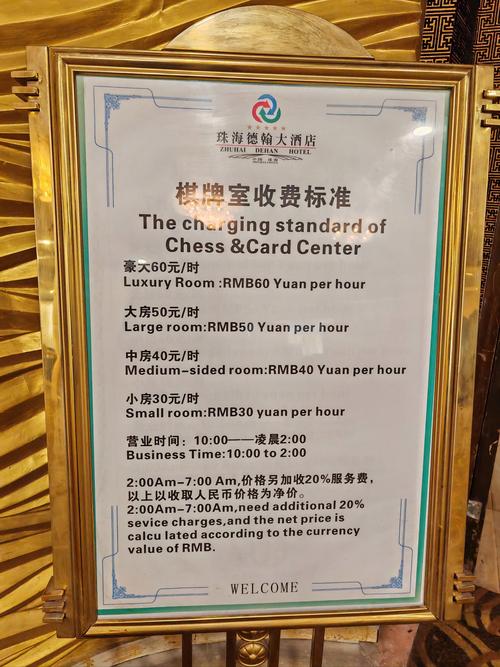 珠海德翰大酒店
ZHUHAI DEHAN HOTEL
中国·珠海
棋牌室收费标准
The charging standard of
Chess &Card Center
豪大60元/时
Luxury Room :RMB60 Yuan per hour
大房50元/时
Large room:RMB50 Yuan per hour
中房40元/时
Medium-sided room:RMB40 Yuan per hour
小房30元/时
Small room:RMB30 yuan per hour
营业时间：10:00——凌晨2:00
Business Time:10:00 to 2:00
2:00Am-7:00 Am,价格另加收20%服务费，
以上以收取人民币价格为净价。
2:00Am-7:00Am,need additional 20%
sevice charges,and the net price is
calcu lated according to the currency
value of RMB.
WELCOME